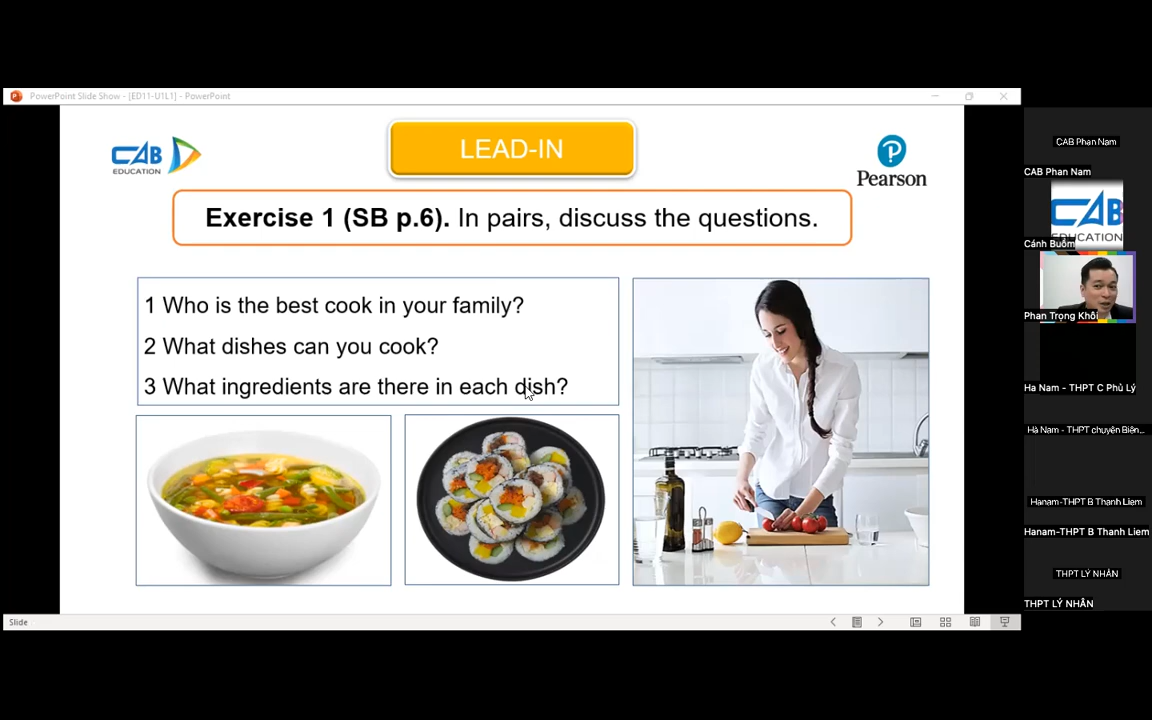 PowerPoint Slide Show - [ED11-U1L1] - PowerPoint
CAB
EDUCATION
LEAD-IN
Pearson
Exercise 1 (SB p.6). In pairs, discuss the questions.
1 Who is the best cook in your family?
2 What dishes can you cook?
3 What ingredients are there in each dish?
Slide
CAB Phan Nam
CAB Phan Nam
CAB
EDUCATION
Cánh Buồm
Phan Trọng Khôi
Ha Nam - THPT C Phủ Lý
Hà Nam - THPT chuyên Biên...
Hanam-THPT B Thanh Liem
Hanam-THPT B Thanh Liem
THPT LÝ NHÂN
THPT LÝ NHÂN